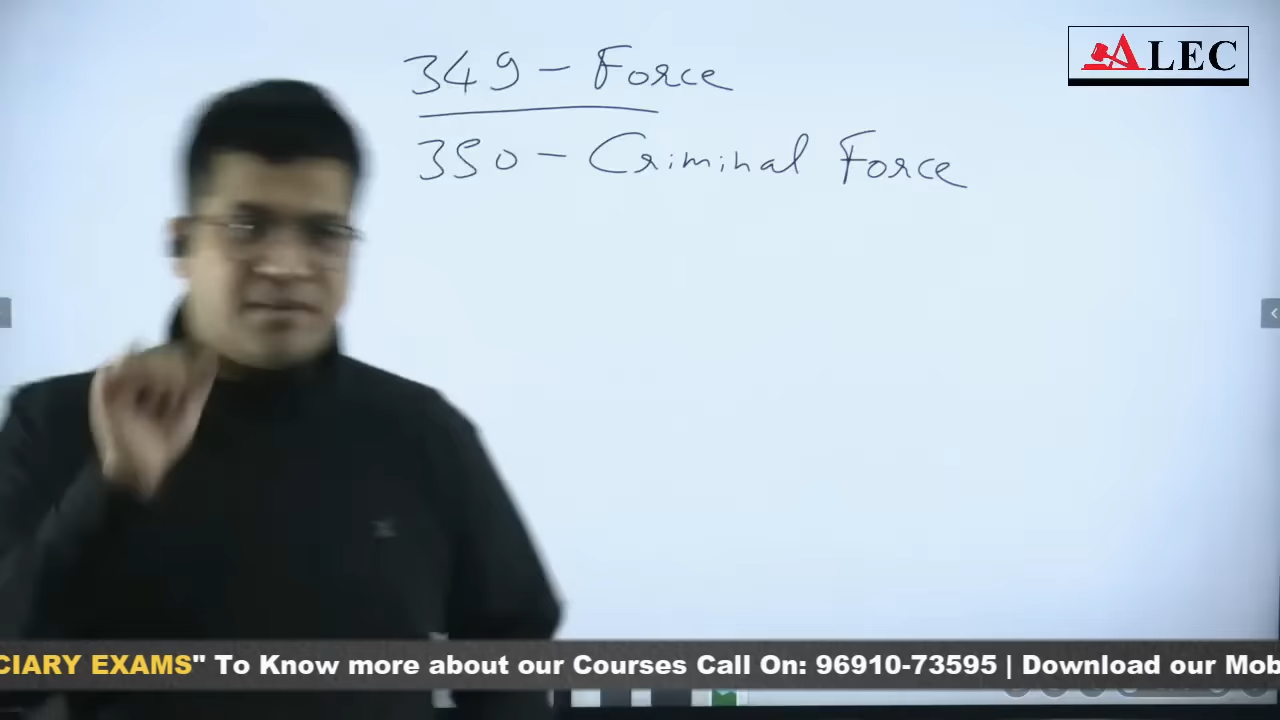 349 - Force
350 - Criminal Force
ALEC
CIARY EXAMS" To Know more about our Courses Call On: 96910-73595 | Download our Mob